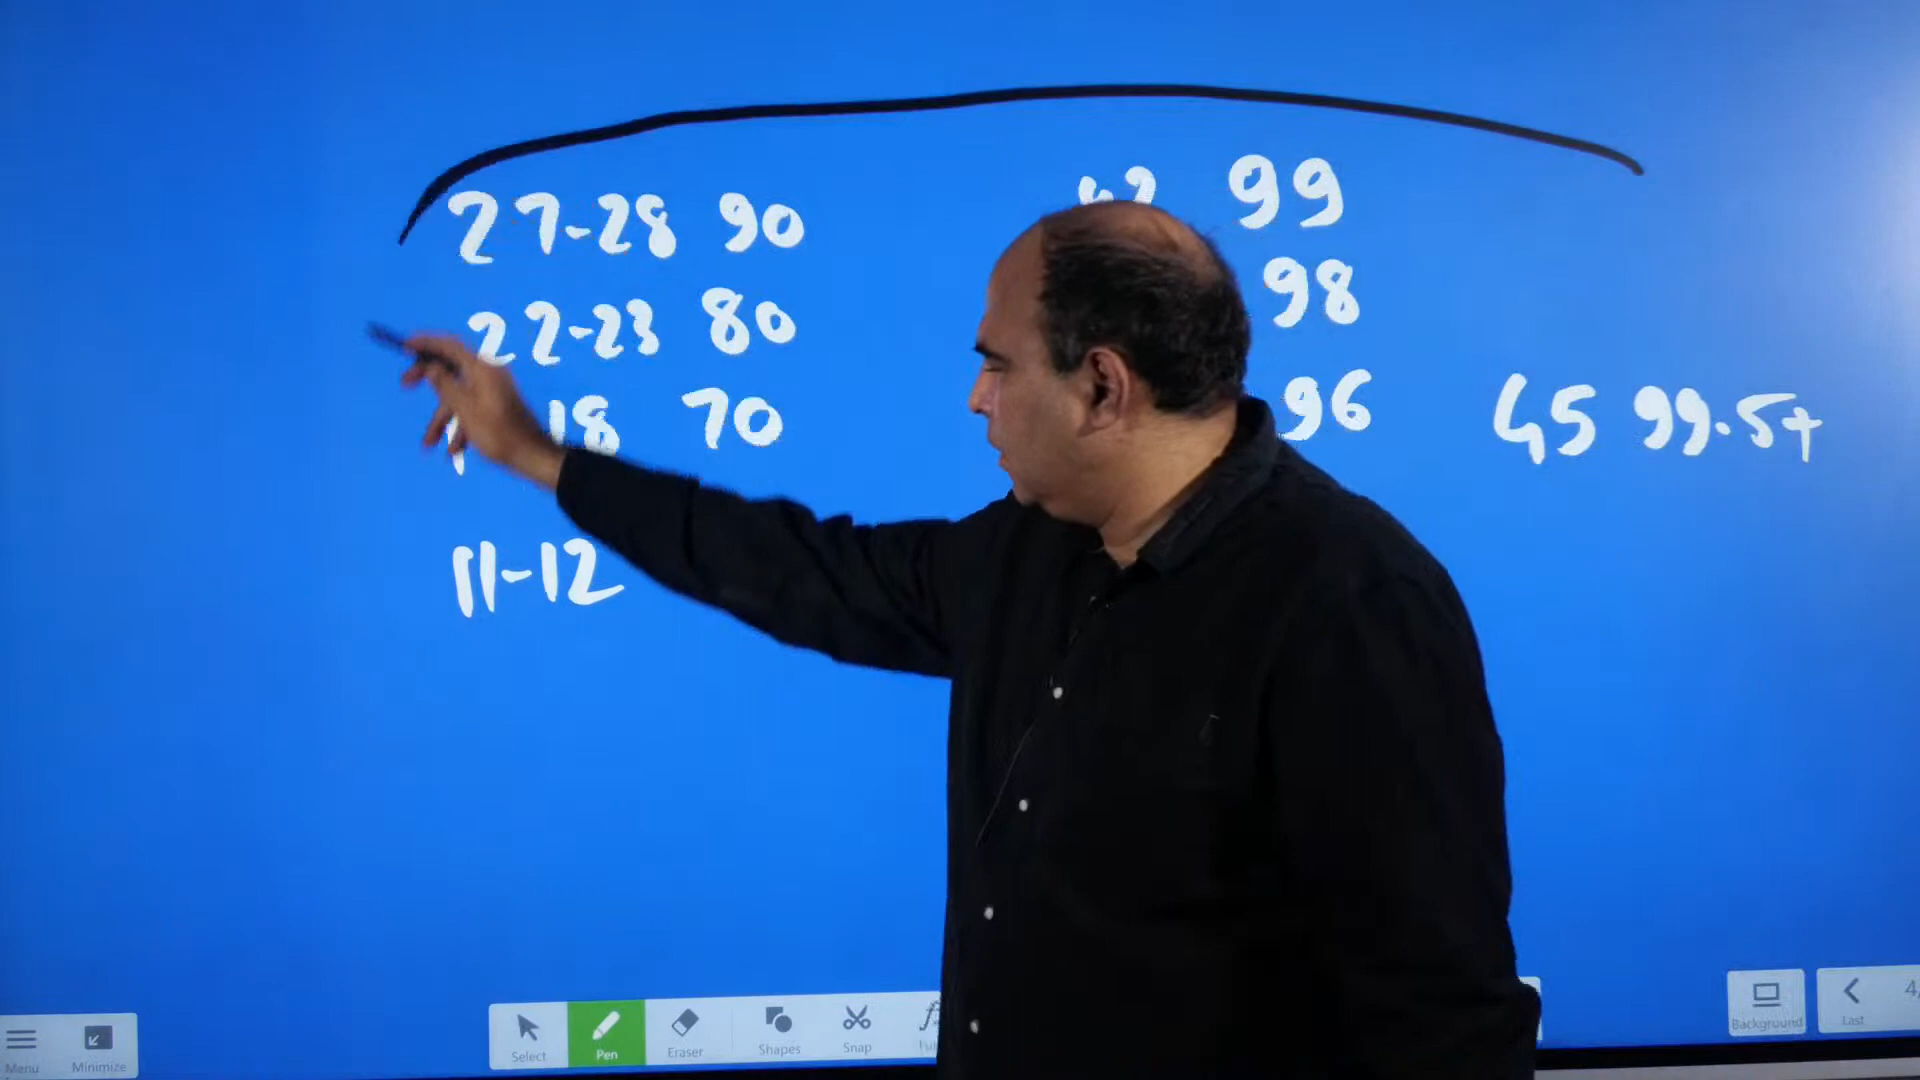 27-28 90
22-23 80
18 70
11-12
99
98
96
45 99.5+
Menu
Minimize
Select
Pen
Eraser
Shapes
Snap
Background
Last